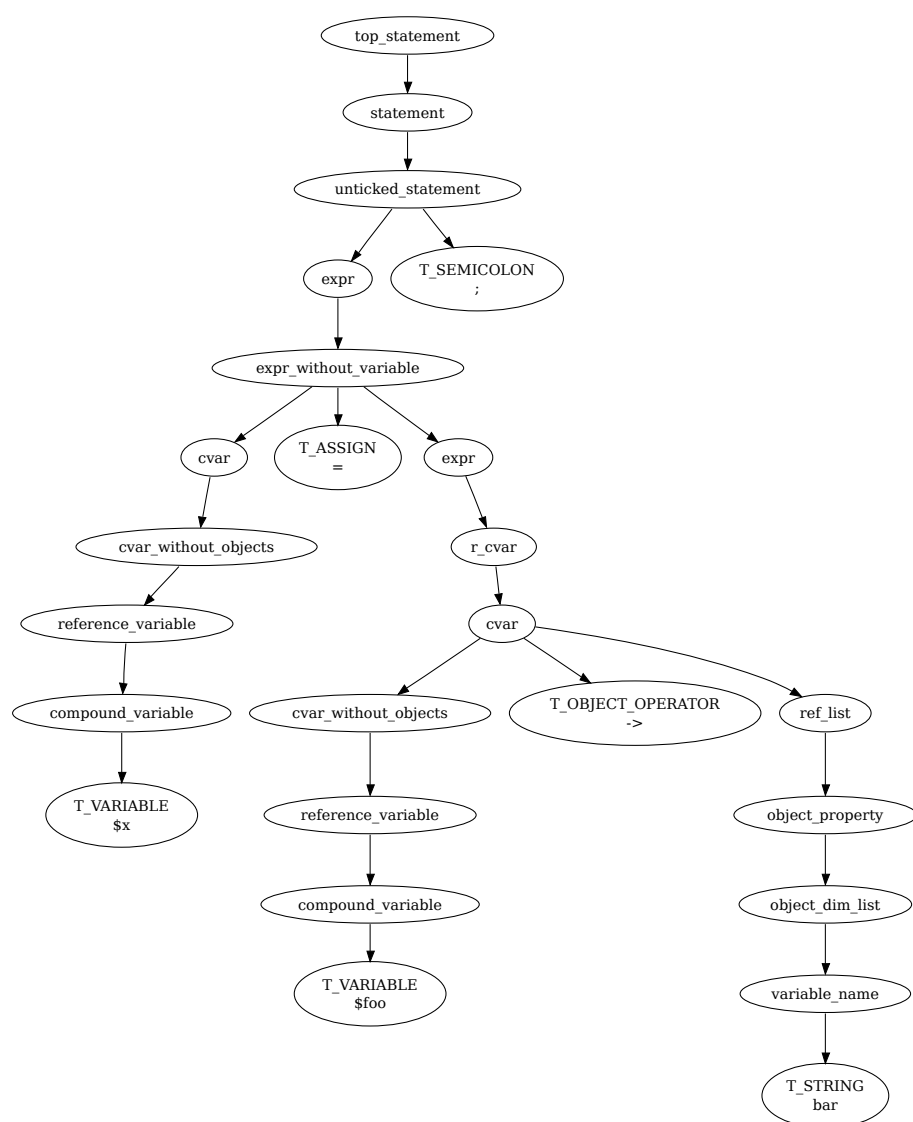 top_statement
statement
unticked_statement
expr
T_SEMICOLON
;
expr_without_variable
cvar
T_ASSIGN
=
expr
cvar_without_objects
r_cvar
reference_variable
cvar
compound_variable
cvar_without_objects
T_OBJECT_OPERATOR
->
ref_list
T_VARIABLE
$x
reference_variable
object_property
compound_variable
object_dim_list
T_VARIABLE
$foo
variable_name
T_STRING
bar